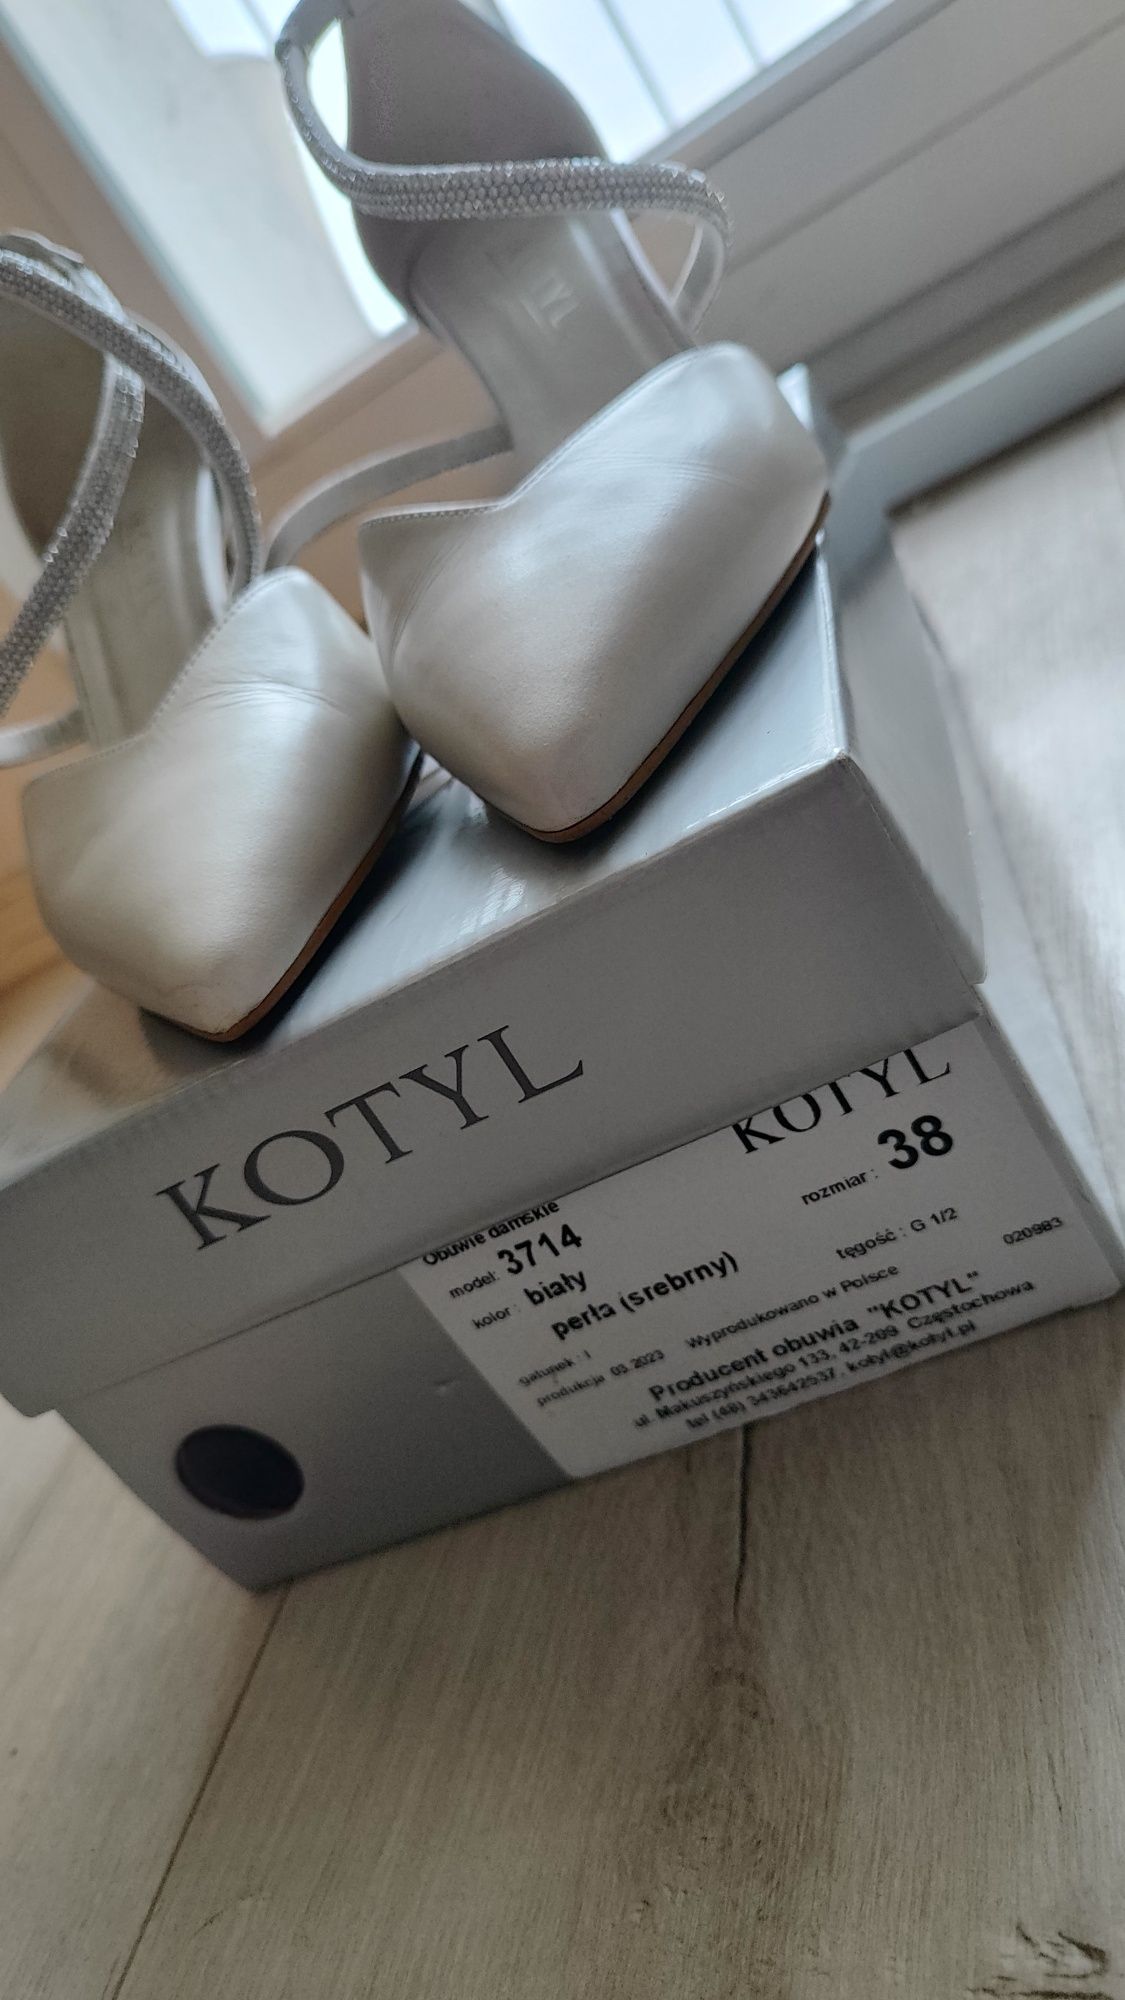 YL
KOTYL
KOTYL
Obuwie damskie
rozmiar : 38
model: 3714
kolor : biały
perła (srebrny)
tęgość : G 1/2
gatunek : I
produkcja 03.2023 Wyprodukowano w Polsce
020983
Producent obuwia "KOTYL"
ul. Makuszyńskiego 133, 42-209 Częstochowa
tel (48) 343642537, kotyl@kotyl.pl